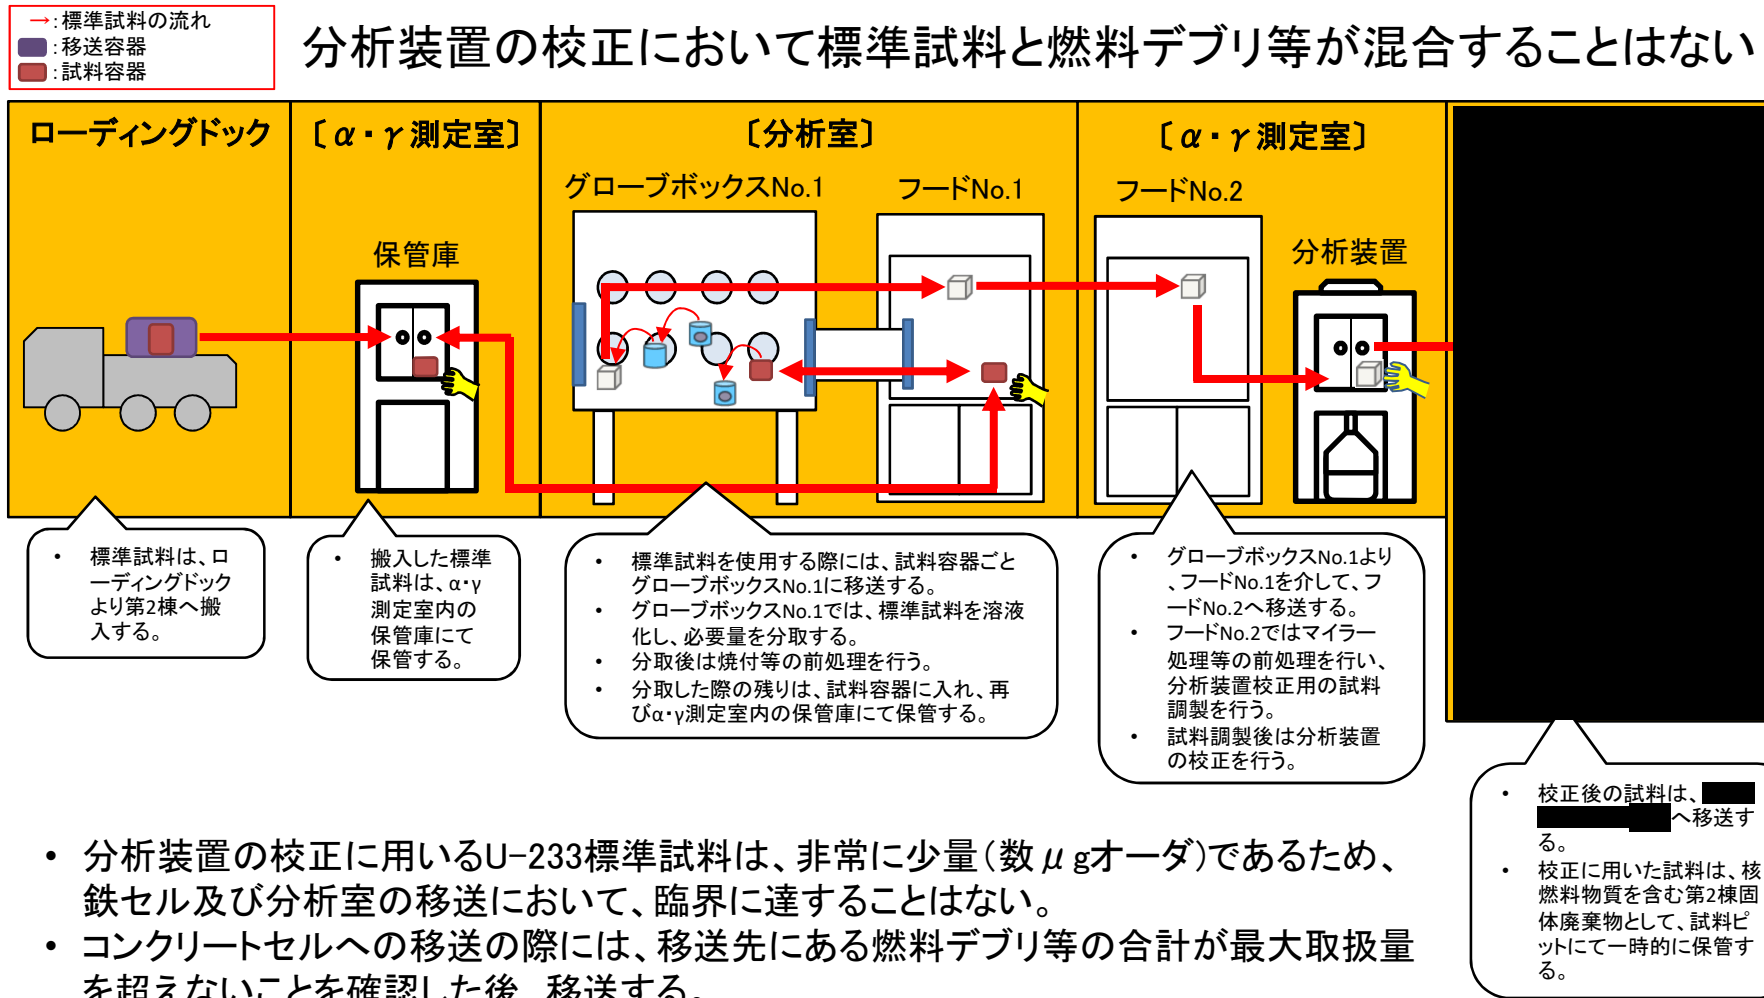 →:標準試料の流れ
:移送容器
:試料容器
分析装置の校正において標準試料と燃料デブリ等が混合することはない
ローディングドック
〔α・γ測定室〕
〔分析室〕
〔α・γ測定室〕
グローブボックスNo.1
フードNo.1
フードNo.2
保管庫
分析装置
• 標準試料は、ロ
ーディングドック
より第2棟へ搬
入する。
• 搬入した標準
試料は、α・γ
測定室内の
保管庫にて
保管する。
• 標準試料を使用する際には、試料容器ごと
グローブボックスNo.1に移送する。
• グローブボックスNo.1では、標準試料を溶液
化し、必要量を分取する。
• 分取後は焼付等の前処理を行う。
• 分取した際の残りは、試料容器に入れ、再
びα・γ測定室内の保管庫にて保管する。
• グローブボックスNo.1より
、フードNo.1を介して、フ
ードNo.2へ移送する。
• フードNo.2ではマイラー
処理等の前処理を行い、
分析装置校正用の試料
調製を行う。
• 試料調製後は分析装置
の校正を行う。
• 校正後の試料は、
へ移送す
る。
• 校正に用いた試料は、核
燃料物質を含む第2棟固
体廃棄物として、試料ピ
ットにて一時的に保管す
る。
• 分析装置の校正に用いるU-233標準試料は、非常に少量(数μgオーダ)であるため、
鉄セル及び分析室の移送において、臨界に達することはない。
• コンクリートセルへの移送の際には、移送先にある燃料デブリ等の合計が最大取扱量
を超えないことを確認した後、移送する。